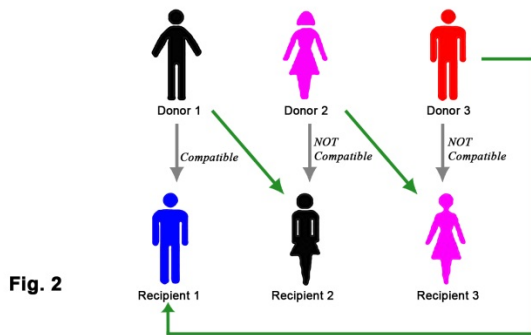 Donor 1
Donor 2
Donor 3
Compatible
NOT
Compatible
NOT
Compatible
Fig. 2
Recipient 1
Recipient 2
Recipient 3